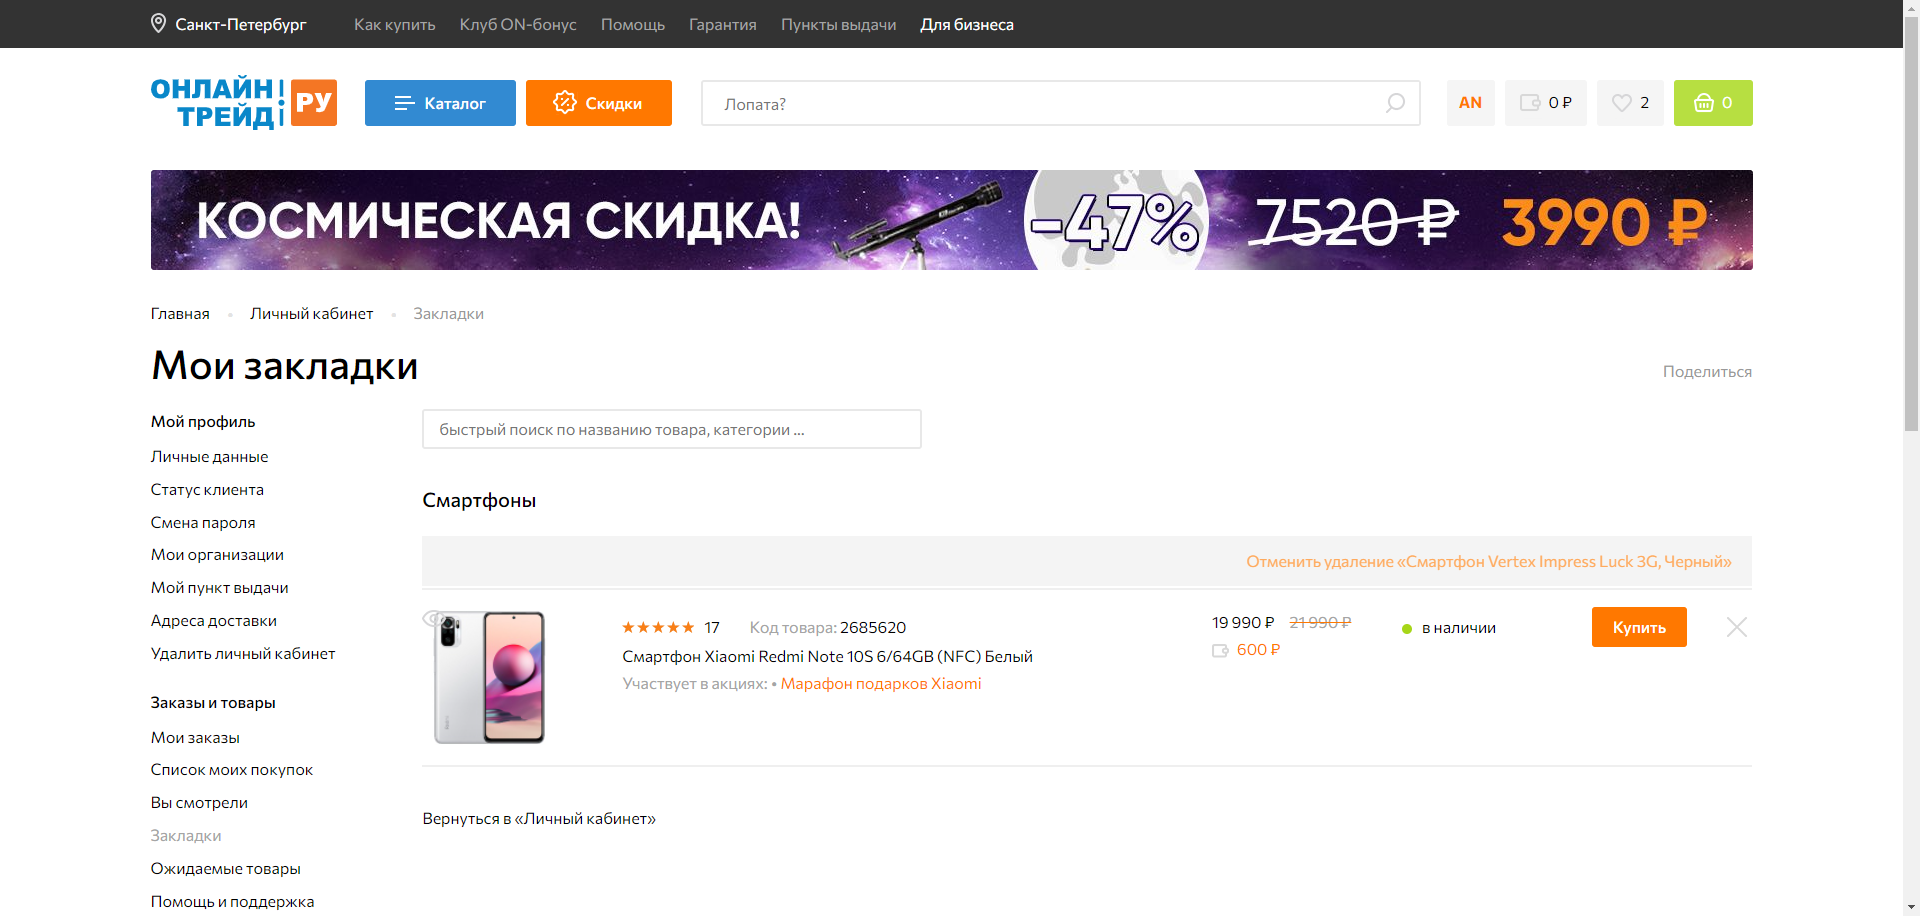 Санкт-Петербург
Как купить
Клуб ON-бонус
Помощь
Гарантия
Пункты выдачи
Для бизнеса
ОНЛАЙН
ТРЕЙД
РУ
Каталог
Скидки
Лопата?
AN
0 ₽
2
0
КОСМИЧЕСКАЯ СКИДКА!
-47%
7520 ₽
3990 ₽
Главная
Личный кабинет
Закладки
Мои закладки
Поделиться
Мой профиль
Личные данные
Статус клиента
Смена пароля
Мои организации
Мой пункт выдачи
Адреса доставки
Удалить личный кабинет
Заказы и товары
Мои заказы
Список моих покупок
Вы смотрели
Закладки
Ожидаемые товары
Помощь и поддержка
быстрый поиск по названию товара, категории ...
Смартфоны
Отменить удаление «Смартфон Vertex Impress Luck 3G, Черный»
17
Код товара: 2685620
Смартфон Xiaomi Redmi Note 10S 6/64GB (NFC) Белый
Участвует в акциях: • Марафон подарков Xiaomi
19 990 ₽ 21 990 ₽
600 ₽
в наличии
Купить
Вернуться в «Личный кабинет»